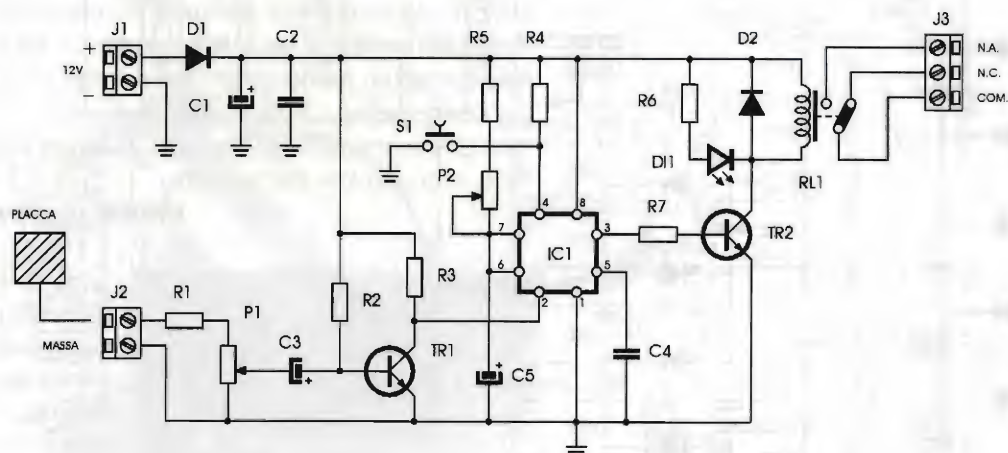 J1
D1
C2
R5
R4
D2
J3
+
12V
–
C1
+
S1
P2
R6
DI1
RL1
N.A.
N.C.
COM.
4
8
7
3
6
5
2
1
IC1
R7
TR2
PLACCA
MASSA
J2
R1
P1
C3
+
R2
R3
TR1
C5
+
C4